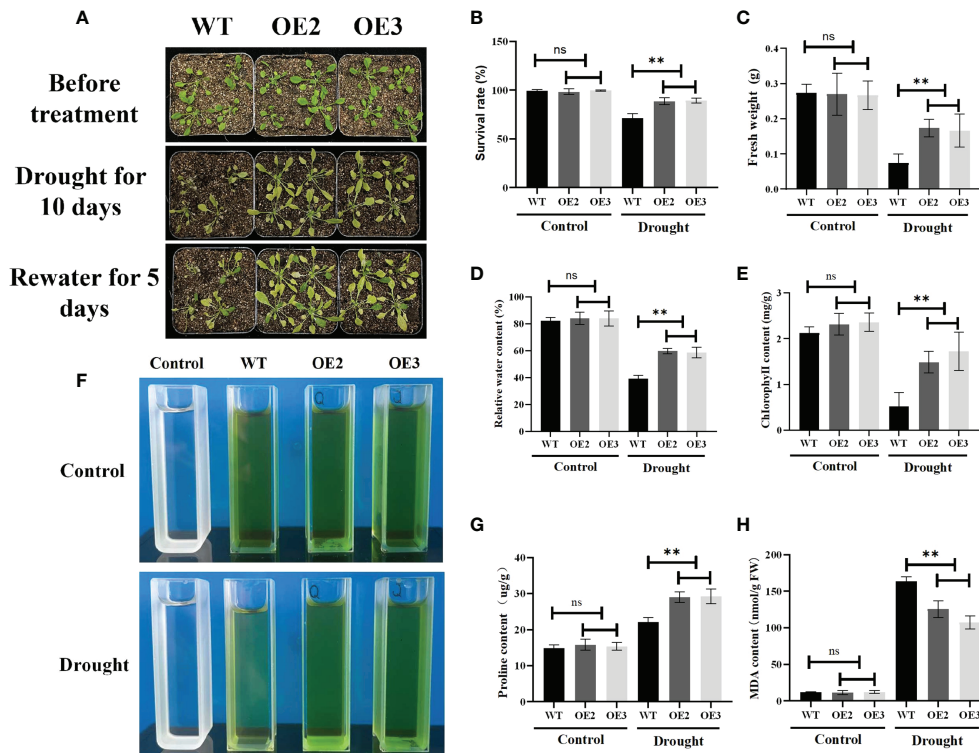 A
WT OE2 OE3
Before
treatment
Drought for
10 days
Rewater for 5
days
B
Survival rate (%)
150
100
50
0
ns
**
WT OE2 OE3 WT OE2 OE3
Control Drought
C
Fresh weight (g)
0.4
0.3
0.2
0.1
0.0
ns
**
WT OE2 OE3 WT OE2 OE3
Control Drought
D
Relative water content (%)
100
80
60
40
20
0
ns
**
WT OE2 OE3 WT OE2 OE3
Control Drought
E
Chlorophyll content (mg/g)
3
2
1
0
ns
**
WT OE2 OE3 WT OE2 OE3
Control Drought
F
Control WT OE2 OE3
Control
Drought
G
Proline content（ug/g）
40
30
20
10
0
ns
**
WT OE2 OE3 WT OE2 OE3
Control Drought
H
MDA content（nmol/g FW）
200
150
100
50
0
ns
**
WT OE2 OE3 WT OE2 OE3
Control Drought